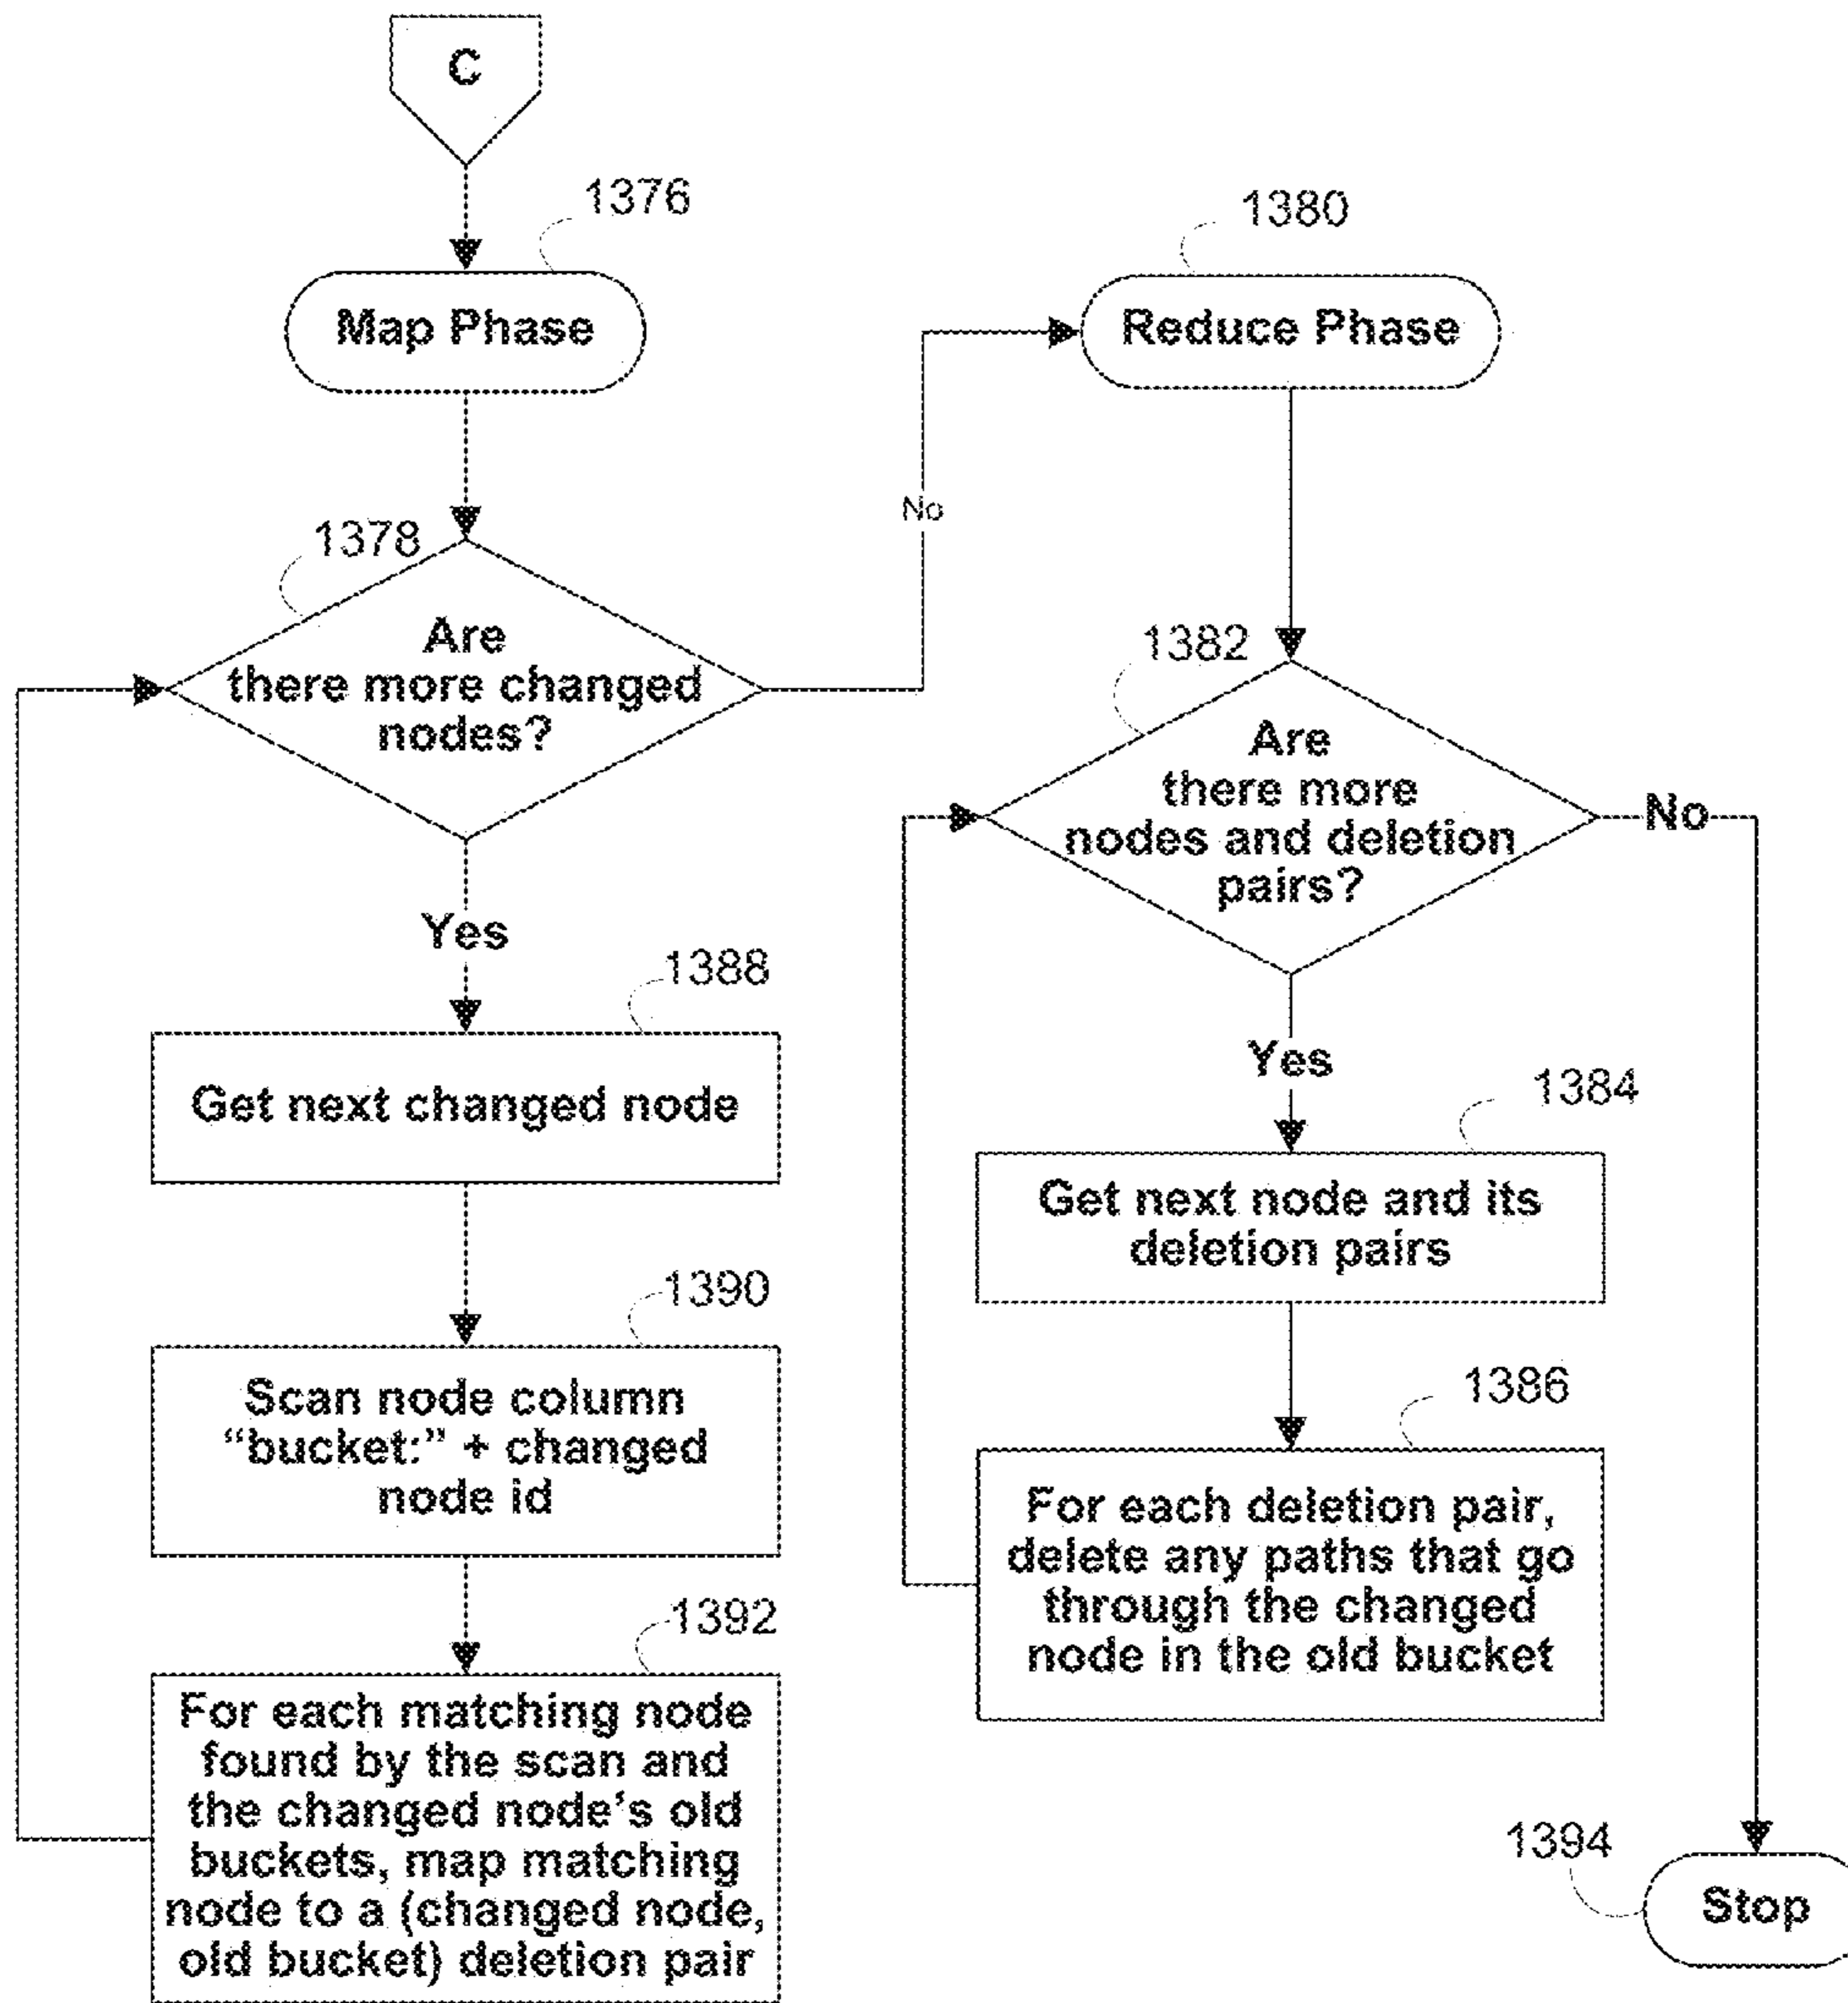 C
1376
Map Phase
1378
Are
there more changed
nodes?
Yes
1388
Get next changed node
1390
Scan node column
“bucket:” + changed
node id
1392
For each matching node
found by the scan and
the changed node's old
buckets, map matching
node to a (changed node,
old bucket) deletion pair
No
1380
Reduce Phase
1382
Are
there more
nodes and deletion
pairs?
No
Yes
1384
Get next node and its
deletion pairs
1386
For each deletion pair,
delete any paths that go
through the changed
node in the old bucket
1394
Stop